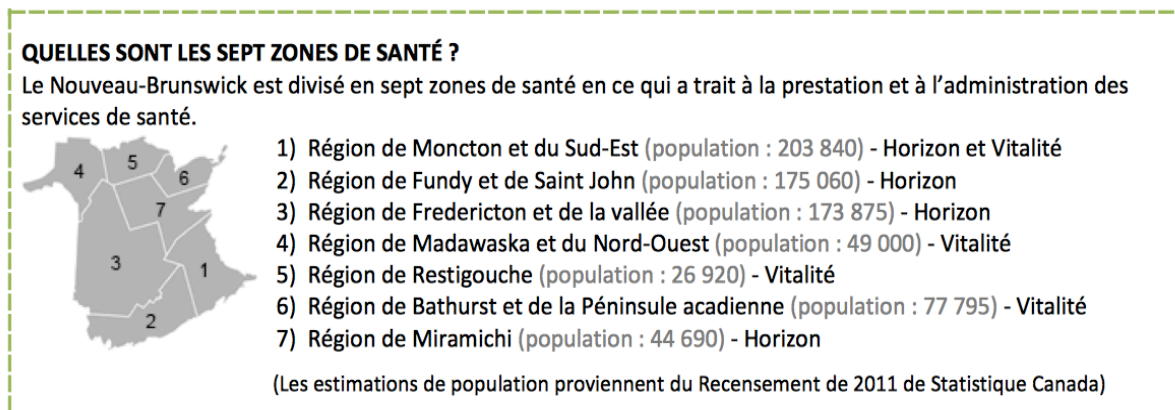 QUELLES SONT LES SEPT ZONES DE SANTÉ ?
Le Nouveau-Brunswick est divisé en sept zones de santé en ce qui a trait à la prestation et à l'administration des
services de santé.
1) Région de Moncton et du Sud-Est (population : 203 840) - Horizon et Vitalité
2) Région de Fundy et de Saint John (population : 175 060) - Horizon
3) Région de Fredericton et de la vallée (population : 173 875) - Horizon
4) Région de Madawaska et du Nord-Ouest (population : 49 000) - Vitalité
5) Région de Restigouche (population : 26 920) - Vitalité
6) Région de Bathurst et de la Péninsule acadienne (population : 77 795) - Vitalité
7) Région de Miramichi (population : 44 690) - Horizon
(Les estimations de population proviennent du Recensement de 2011 de Statistique Canada)
4
5
6
7
3
1
2